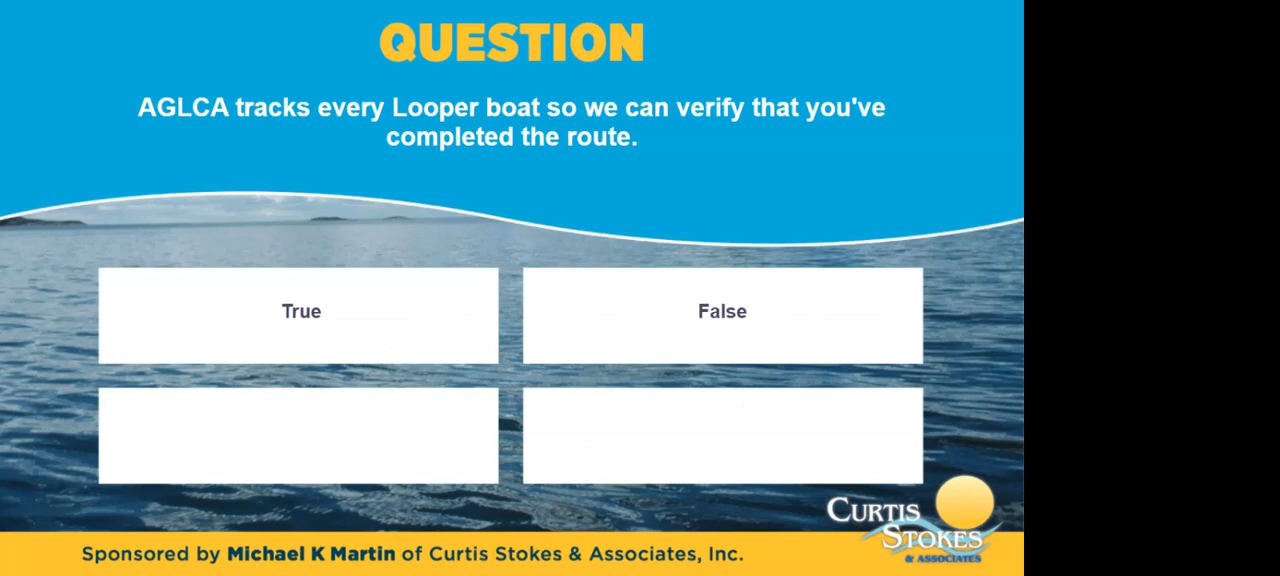 QUESTION
AGLCA tracks every Looper boat so we can verify that you've
completed the route.
True
False
CURTIS
STOKES
& ASSOCIATES
Sponsored by Michael K Martin of Curtis Stokes & Associates, Inc.